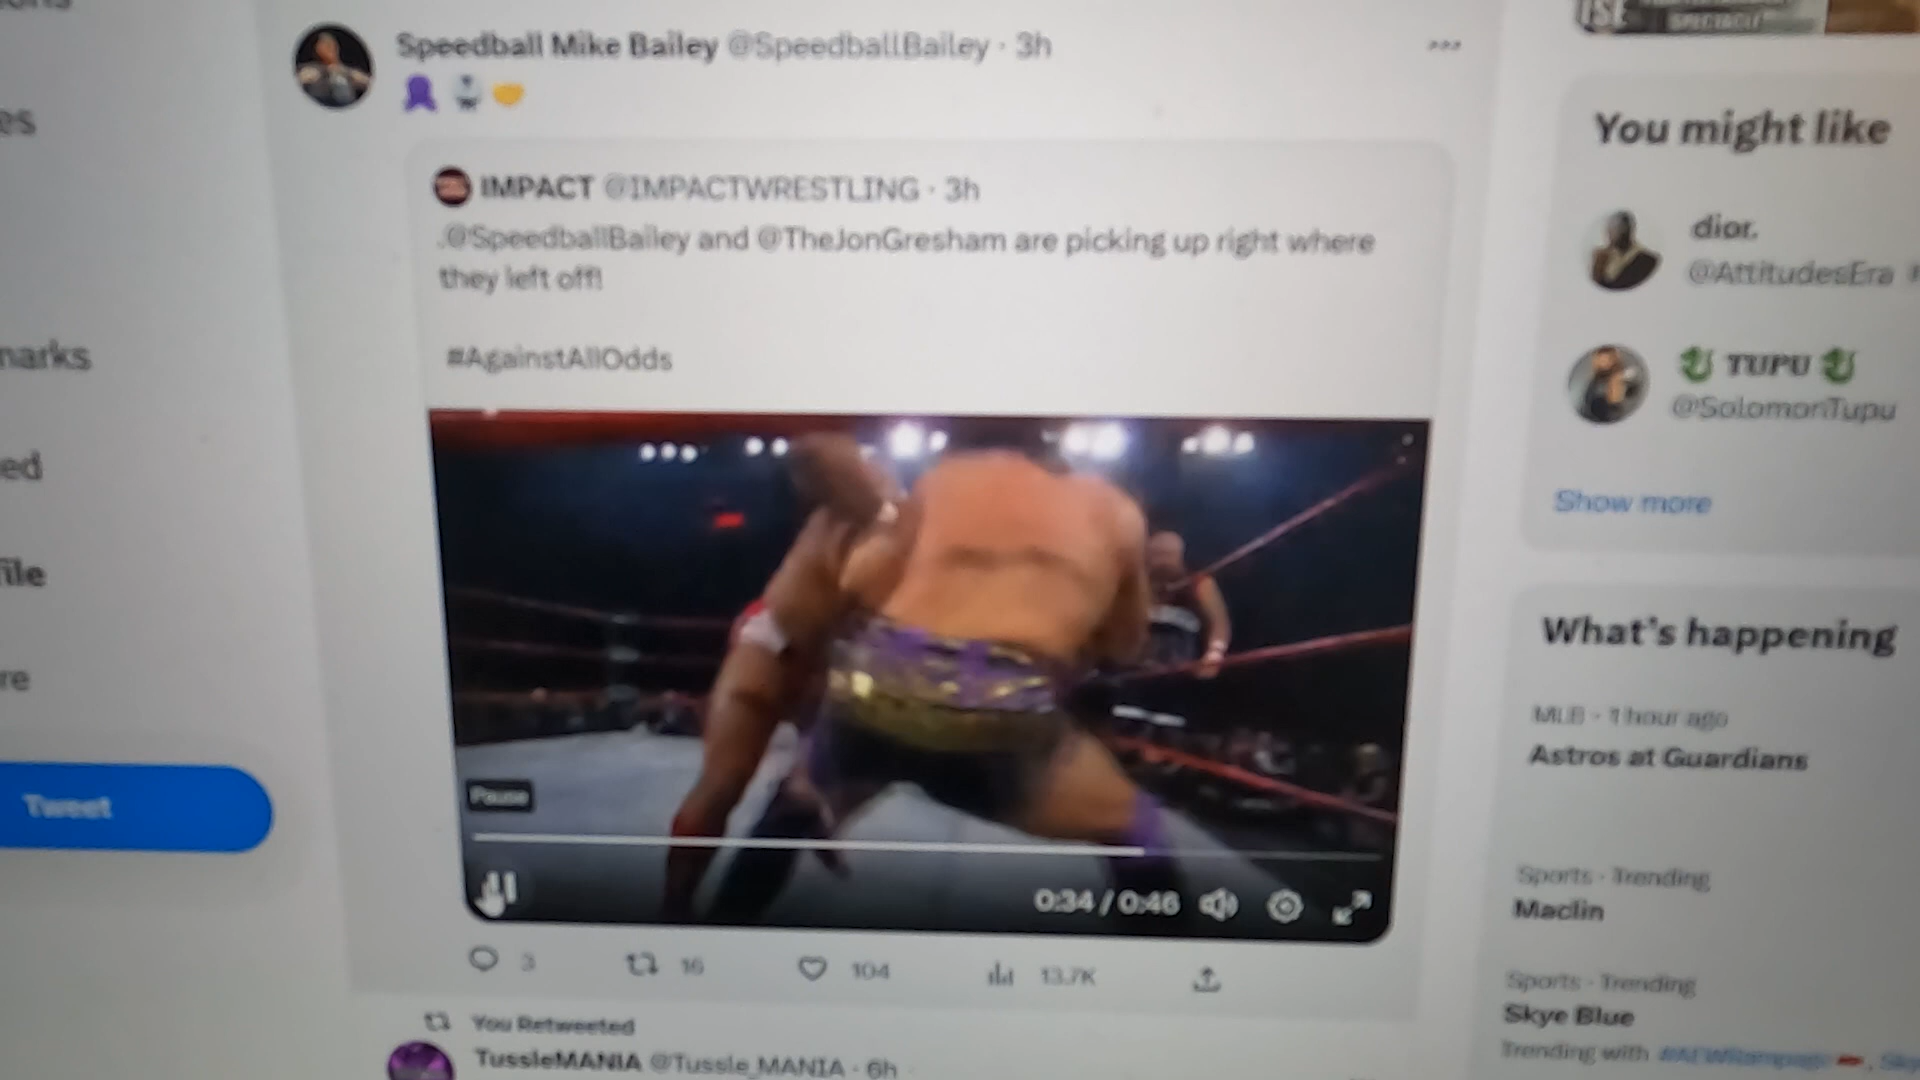 Speedball Mike Bailey @SpeedballBailey · 3h
IMPACT @IMPACTWRESTLING · 3h
.@SpeedballBailey and @TheJonGresham are picking up right where
they left off!
#AgainstAllOdds
Pause
0:34 / 0:46
3 16 104 13.7K
You Retweeted
TussleMANIA @Tussle_MANIA · 6h
es
marks
ed
file
re
Tweet
SPECTACLE
You might like
dior.
@AttitudesEra
TUPU
@SolomonTupu
Show more
What's happening
MLB · 1 hour ago
Astros at Guardians
Sports · Trending
Maclin
Sports · Trending
Skye Blue
Trending with #AEWRampage